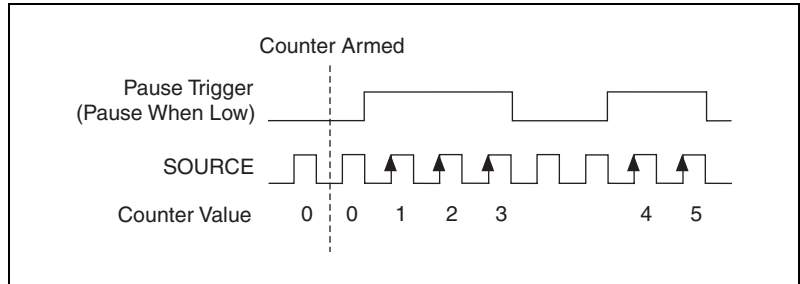 Counter Armed
Pause Trigger
(Pause When Low)
SOURCE
Counter Value 0 0 1 2 3 4 5